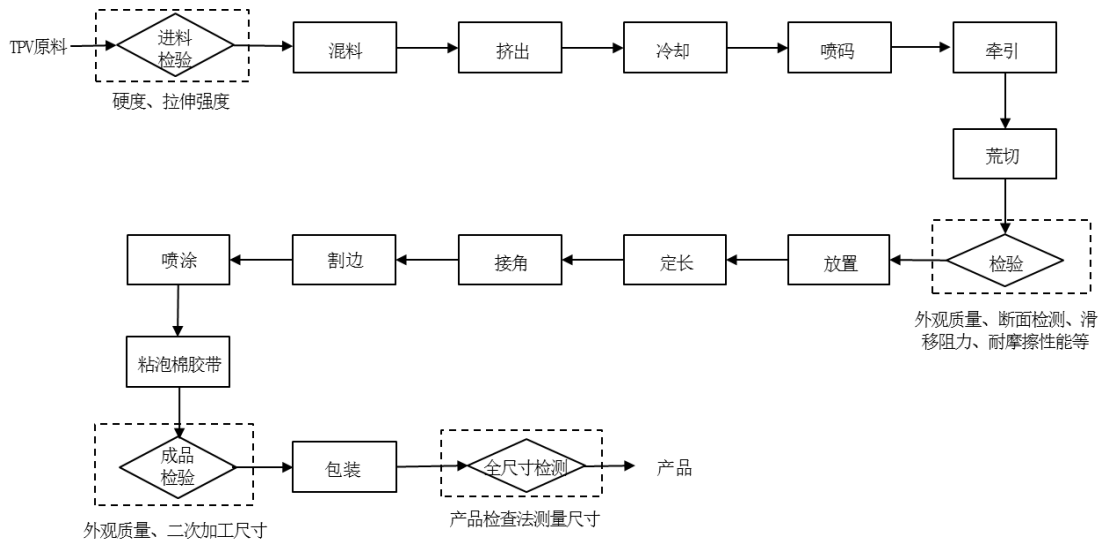 TPV原料
进料
检验
混料
挤出
冷却
喷码
牵引
硬度、拉伸强度
荒切
检验
放置
定长
接角
割边
喷涂
外观质量、断面检测、滑
移阻力、耐摩擦性能等
粘泡棉胶带
成品
检验
包装
全尺寸检测
产品
外观质量、二次加工尺寸
产品检查法测量尺寸